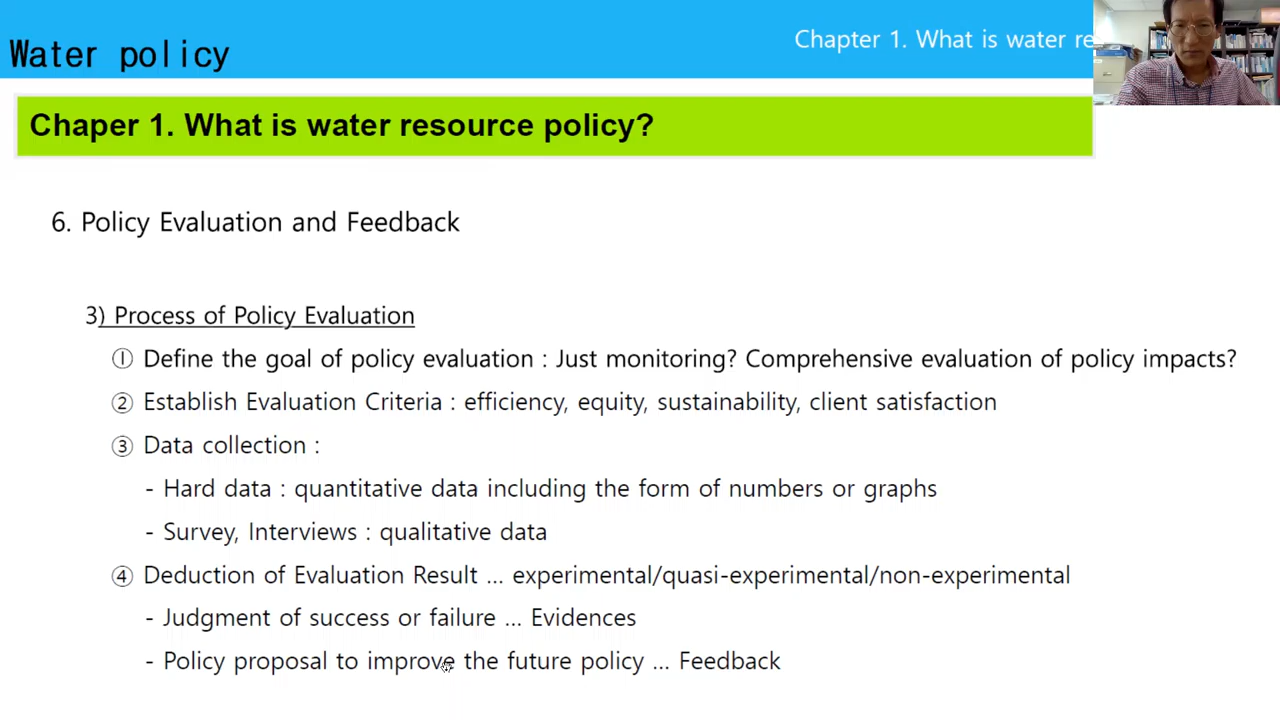 Water policy
Chapter 1. What is water
Chaper 1. What is water resource policy?
6. Policy Evaluation and Feedback
3) Process of Policy Evaluation
① Define the goal of policy evaluation : Just monitoring? Comprehensive evaluation of policy impacts?
② Establish Evaluation Criteria : efficiency, equity, sustainability, client satisfaction
③ Data collection :
- Hard data : quantitative data including the form of numbers or graphs
- Survey, Interviews : qualitative data
④ Deduction of Evaluation Result … experimental/quasi-experimental/non-experimental
- Judgment of success or failure … Evidences
- Policy proposal to improve the future policy … Feedback